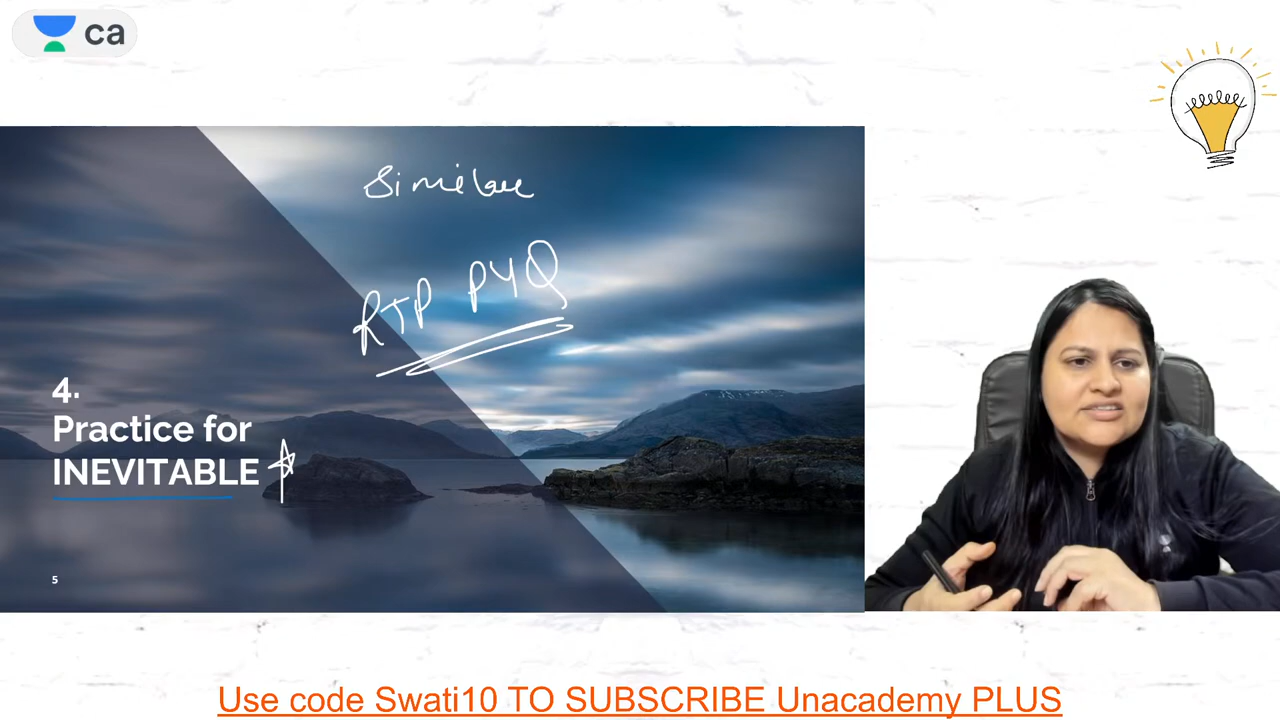 ca
Similar
RTP PYQ
4.
Practice for
INEVITABLE
5
Use code Swati10 TO SUBSCRIBE Unacademy PLUS